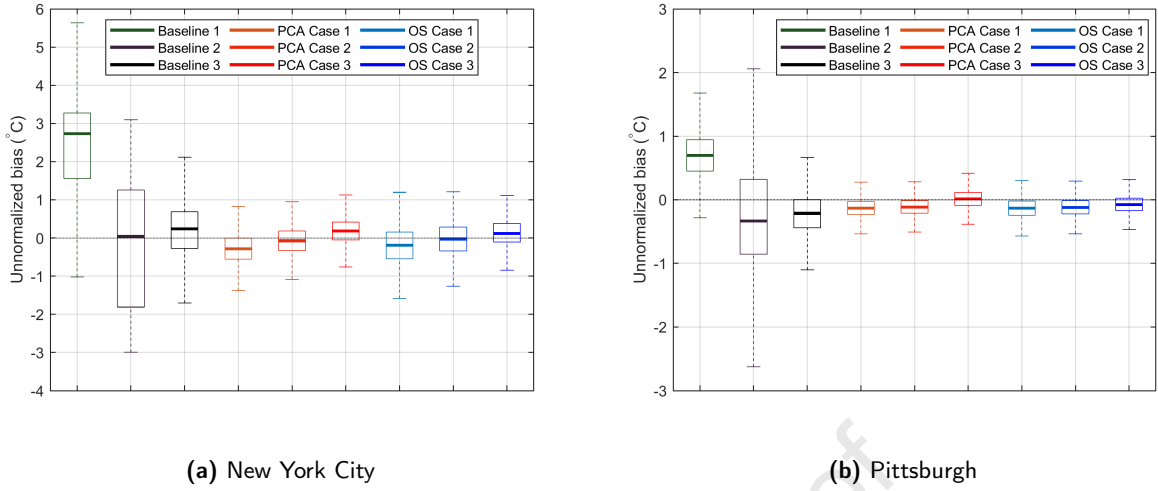 Unnormalized bias (°C)
6
5
4
3
2
1
0
-1
-2
-3
-4
Baseline 1 PCA Case 1 OS Case 1
Baseline 2 PCA Case 2 OS Case 2
Baseline 3 PCA Case 3 OS Case 3
(a) New York City
Unnormalized bias (°C)
3
2
1
0
-1
-2
-3
Baseline 1 PCA Case 1 OS Case 1
Baseline 2 PCA Case 2 OS Case 2
Baseline 3 PCA Case 3 OS Case 3
(b) Pittsburgh
of